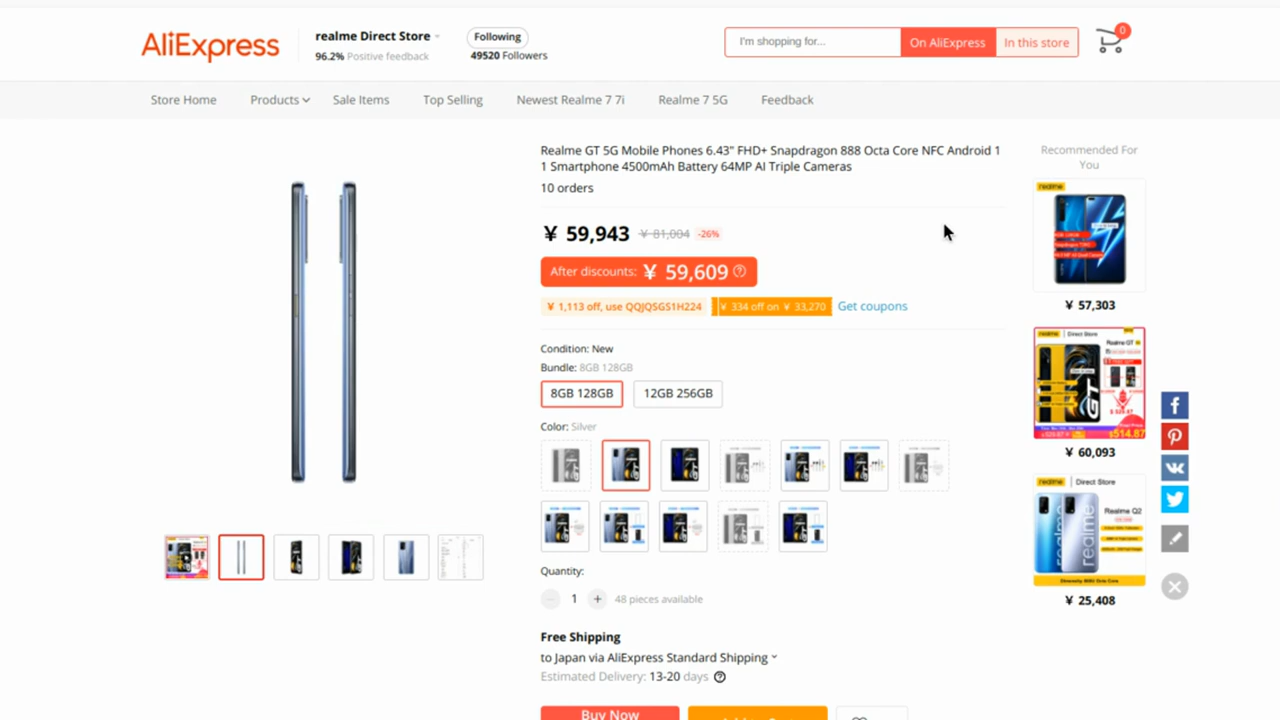 AliExpress
realme Direct Store
96.2% Positive feedback
Following
49520 Followers
I'm shopping for...
On AliExpress
In this store
0
Store Home
Products
Sale Items
Top Selling
Newest Realme 7 7i
Realme 7 5G
Feedback
Realme GT 5G Mobile Phones 6.43" FHD+ Snapdragon 888 Octa Core NFC Android 1
1 Smartphone 4500mAh Battery 64MP AI Triple Cameras
10 orders
¥ 59,943 ¥ 81,004 -26%
After discounts: ¥ 59,609
¥ 1,113 off, use QQJQSGS1H224
¥ 334 off on ¥ 33,270
Get coupons
Condition: New
Bundle: 8GB 128GB
8GB 128GB
12GB 256GB
Color: Silver
Quantity:
1
48 pieces available
Free Shipping
to Japan via AliExpress Standard Shipping
Estimated Delivery: 13-20 days
Buy Now
Recommended For
You
realme
¥ 57,303
realme Direct Store
Realme GT
GT
$514.87
¥ 60,093
realme Direct Store
Realme Q2
realme
¥ 25,408